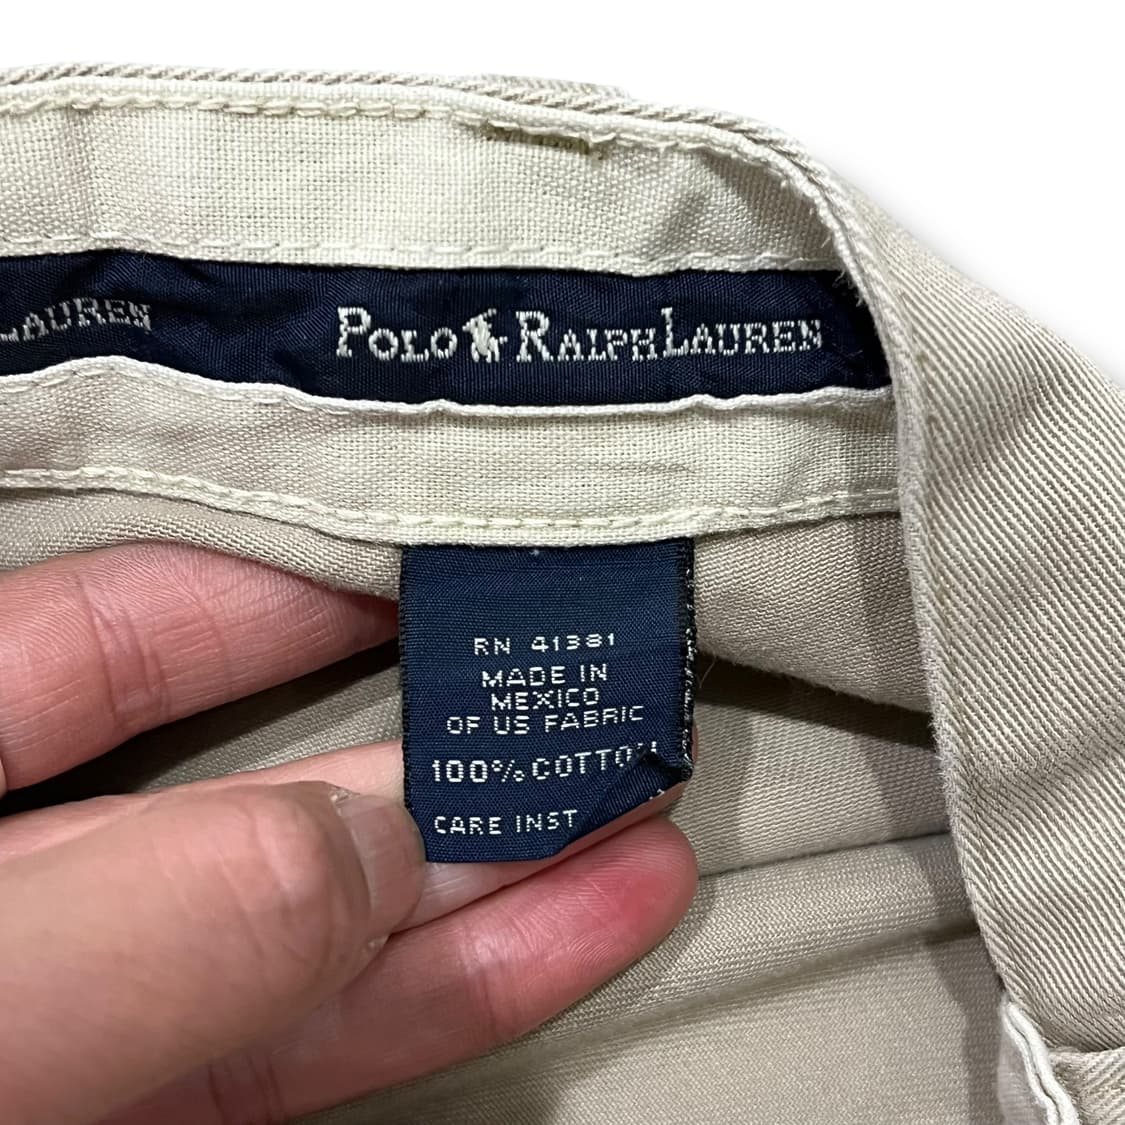 LAUREN
POLO RALPH LAUREN
RN 41381
MADE IN
MEXICO
OF US FABRIC
100% COTTON
CARE INST